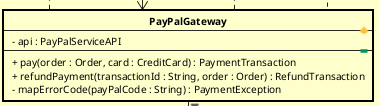 PayPalGateway
- api : PayPalServiceAPI
+ pay(order : Order, card : CreditCard) : PaymentTransaction
+ refundPayment(transactionId : String, order : Order) : RefundTransaction
- mapErrorCode(payPalCode : String) : PaymentException